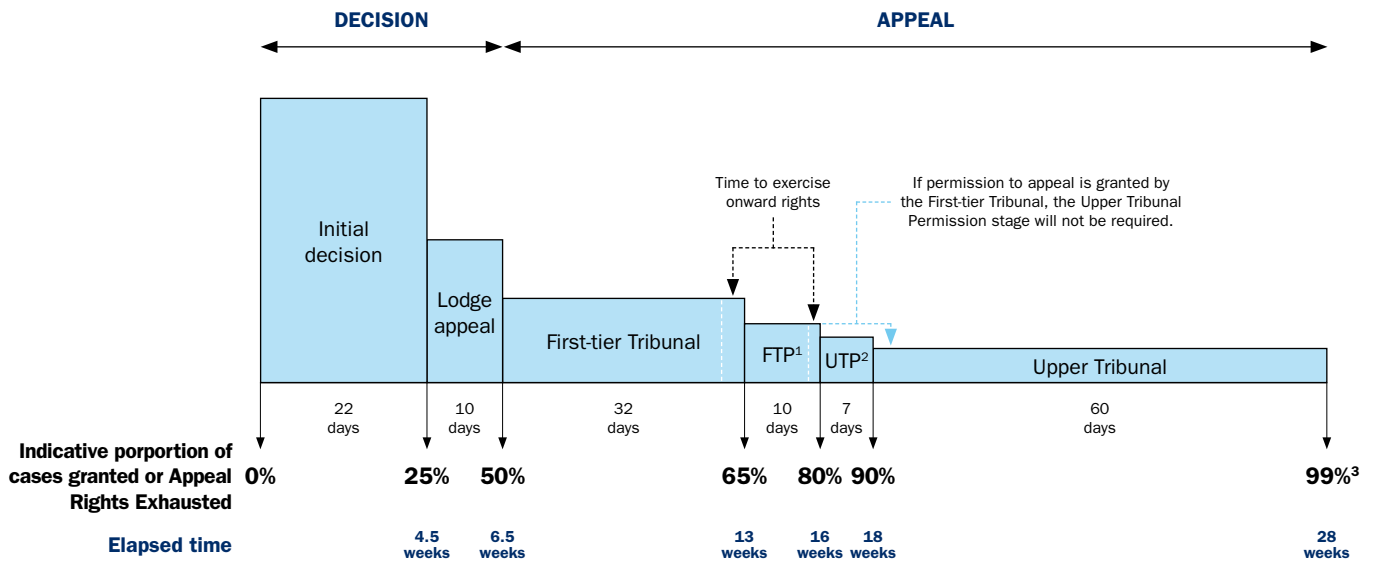 DECISION
APPEAL
Initial
decision
Lodge
appeal
First-tier Tribunal
Time to exercise
onward rights
If permission to appeal is granted by
the First-tier Tribunal, the Upper Tribunal
Permission stage will not be required.
FTP¹
UTP²
Upper Tribunal
22
days
10
days
32
days
10
days
7
days
60
days
Indicative porportion of
cases granted or Appeal
Rights Exhausted
0%
25%
50%
65%
80%
90%
99%³
Elapsed time
4.5
weeks
6.5
weeks
13
weeks
16
weeks
18
weeks
28
weeks